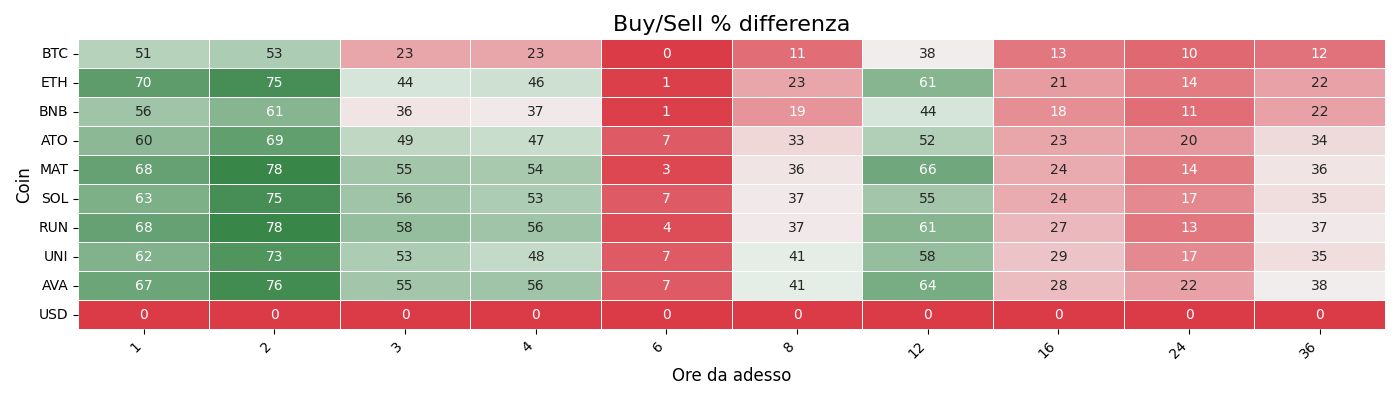 Buy/Sell % differenza
Coin
BTC 51 53 23 23 0 11 38 13 10 12
ETH 70 75 44 46 1 23 61 21 14 22
BNB 56 61 36 37 1 19 44 18 11 22
ATO 60 69 49 47 7 33 52 23 20 34
MAT 68 78 55 54 3 36 66 24 14 36
SOL 63 75 56 53 7 37 55 24 17 35
RUN 68 78 58 56 4 37 61 27 13 37
UNI 62 73 53 48 7 41 58 29 17 35
AVA 67 76 55 56 7 41 64 28 22 38
USD 0 0 0 0 0 0 0 0 0 0
1 2 3 4 6 8 12 16 24 36
Ore da adesso